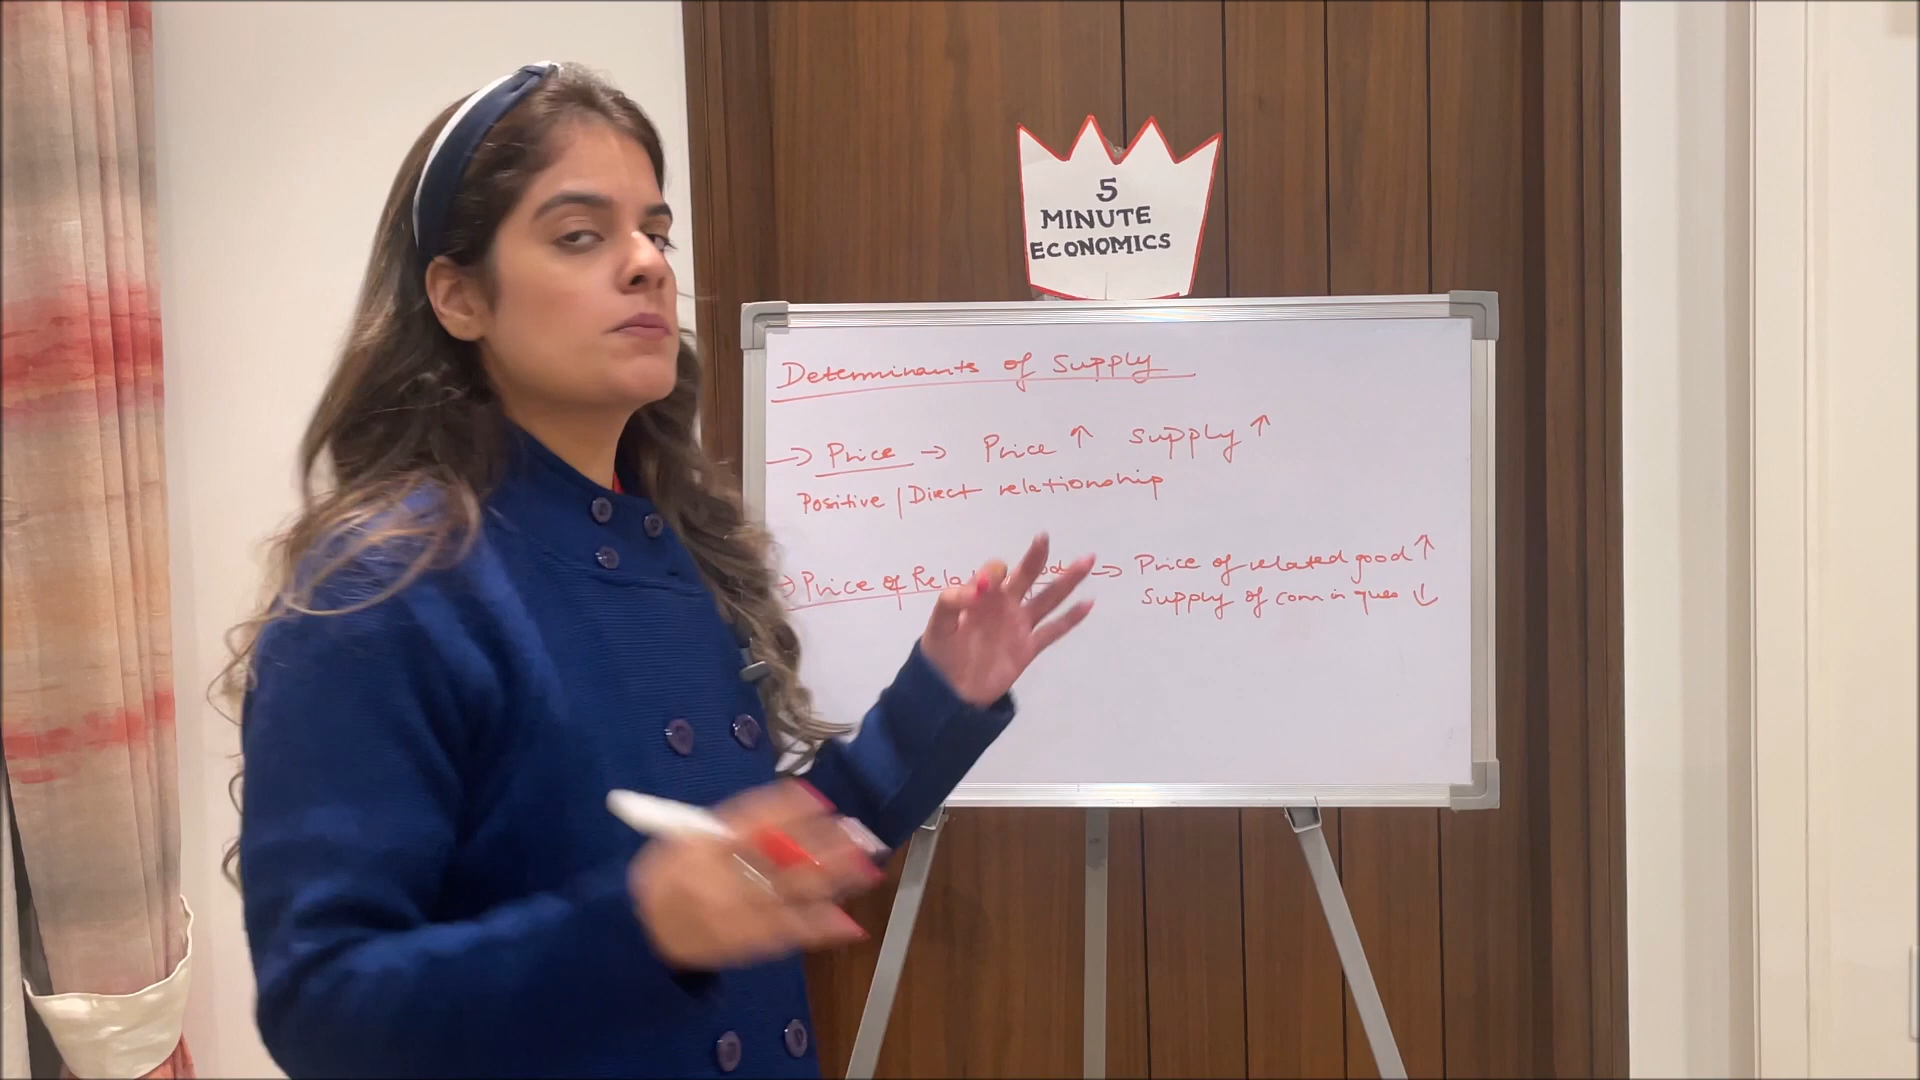 5
MINUTE
ECONOMICS
Determinants of Supply
→ Price → Price ↑ Supply ↑
Positive / Direct relationship
→ Price of → Price of related good ↑
Supply of com in ques ↓